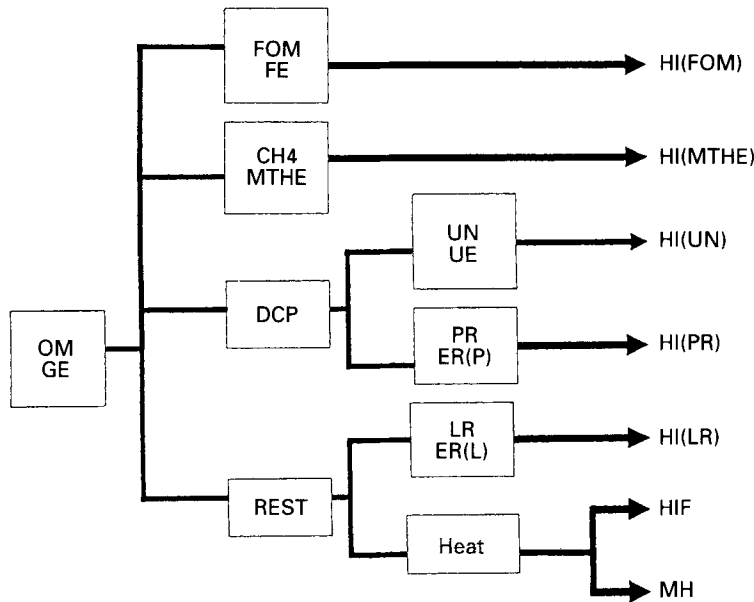 FOM
FE
HI(FOM)
CH4
MTHE
HI(MTHE)
UN
UE
HI(UN)
DCP
PR
ER(P)
HI(PR)
OM
GE
LR
ER(L)
HI(LR)
REST
HIF
Heat
MH